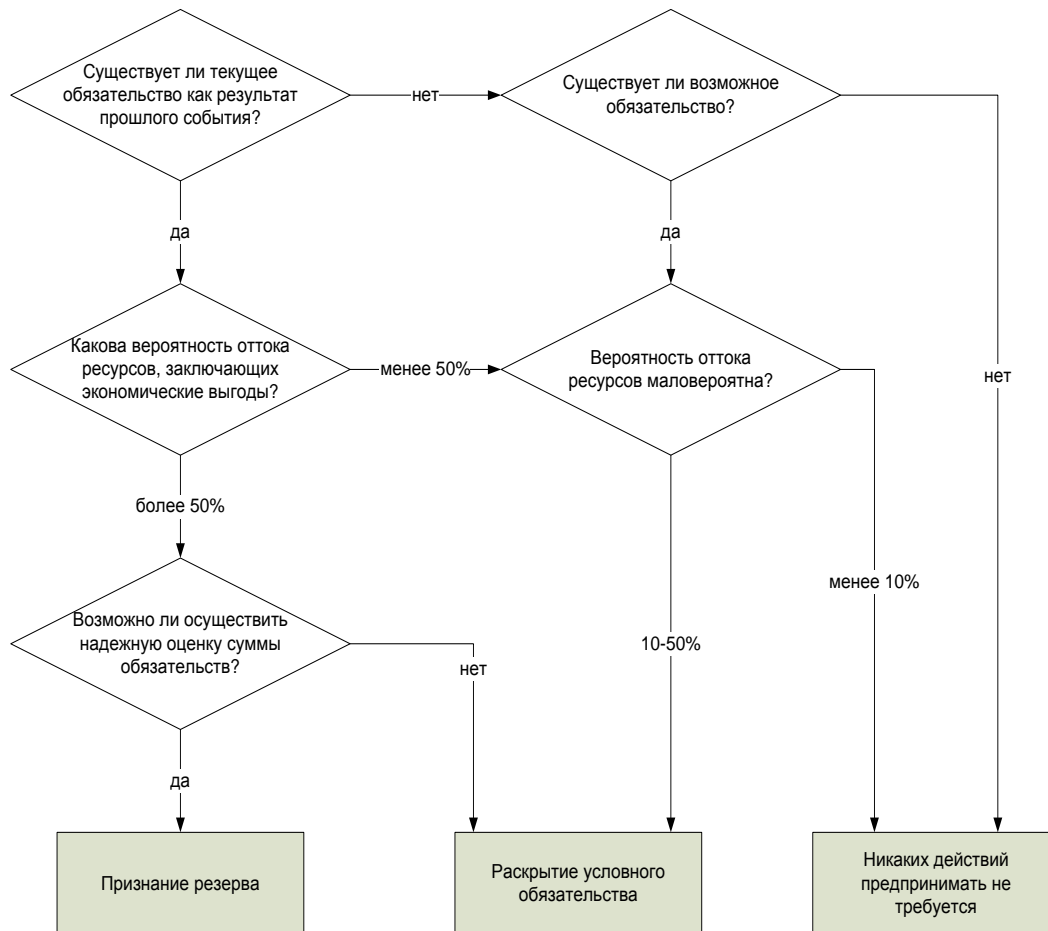 Существует ли текущее
обязательство как результат
прошлого события?
нет
Существует ли возможное
обязательство?
да
да
Какова вероятность оттока
ресурсов, заключающих
экономические выгоды?
менее 50%
Вероятность оттока
ресурсов маловероятна?
нет
более 50%
менее 10%
Возможно ли осуществить
надежную оценку суммы
обязательств?
нет
10-50%
да
Признание резерва
Раскрытие условного
обязательства
Никаких действий
предпринимать не
требуется